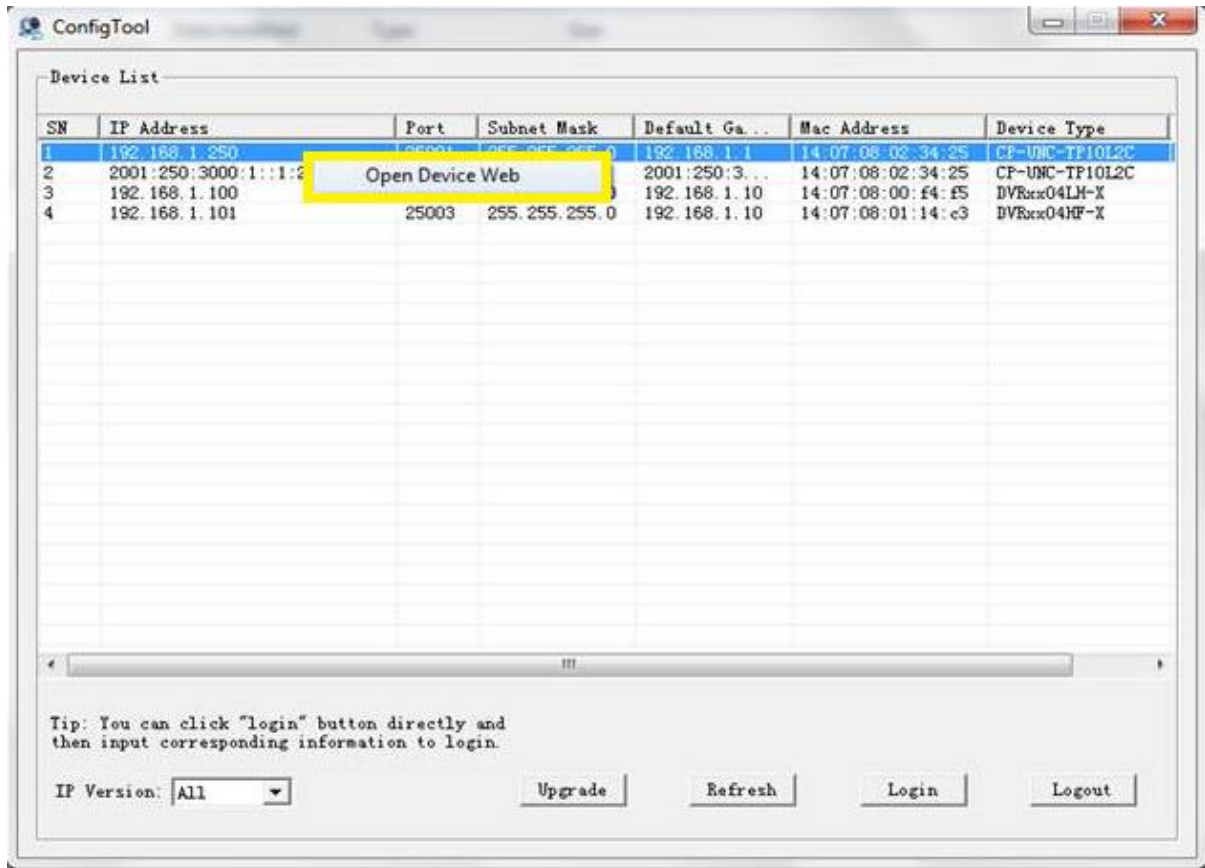 ConfigTool
Device List
SN IP Address Port Subnet Mask Default Ga... Mac Address Device Type
1 192.168.1.250 25001 255.255.255.0 192.168.1.1 14:07:08:02:34:25 CP-UNC-TP10L2C
2 2001:250:3000:1::1:2 Open Device Web 2001:250:3... 14:07:08:02:34:25 CP-UNC-TP10L2C
3 192.168.1.100 192.168.1.10 14:07:08:00:f4:f5 DVRxx04LH-X
4 192.168.1.101 25003 255.255.255.0 192.168.1.10 14:07:08:01:14:c3 DVRxx04HF-X
Tip: You can click "login" button directly and
then input corresponding information to login.
IP Version: All Upgrade Refresh Login Logout